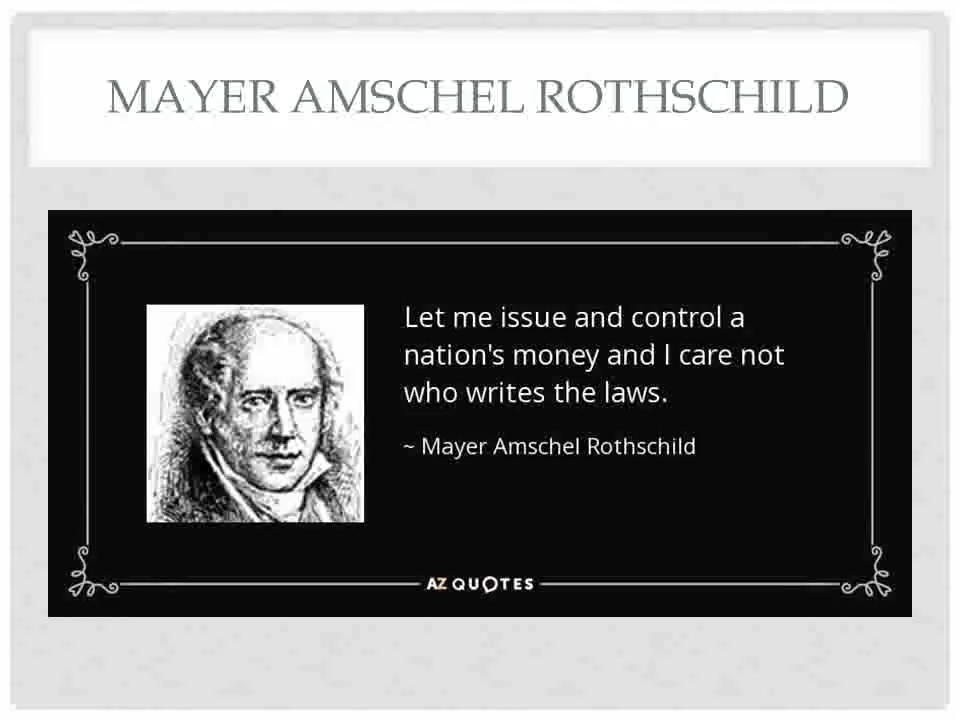 MAYER AMSCHEL ROTHSCHILD
Let me issue and control a
nation's money and I care not
who writes the laws.
~ Mayer Amschel Rothschild
AZ QUOTES